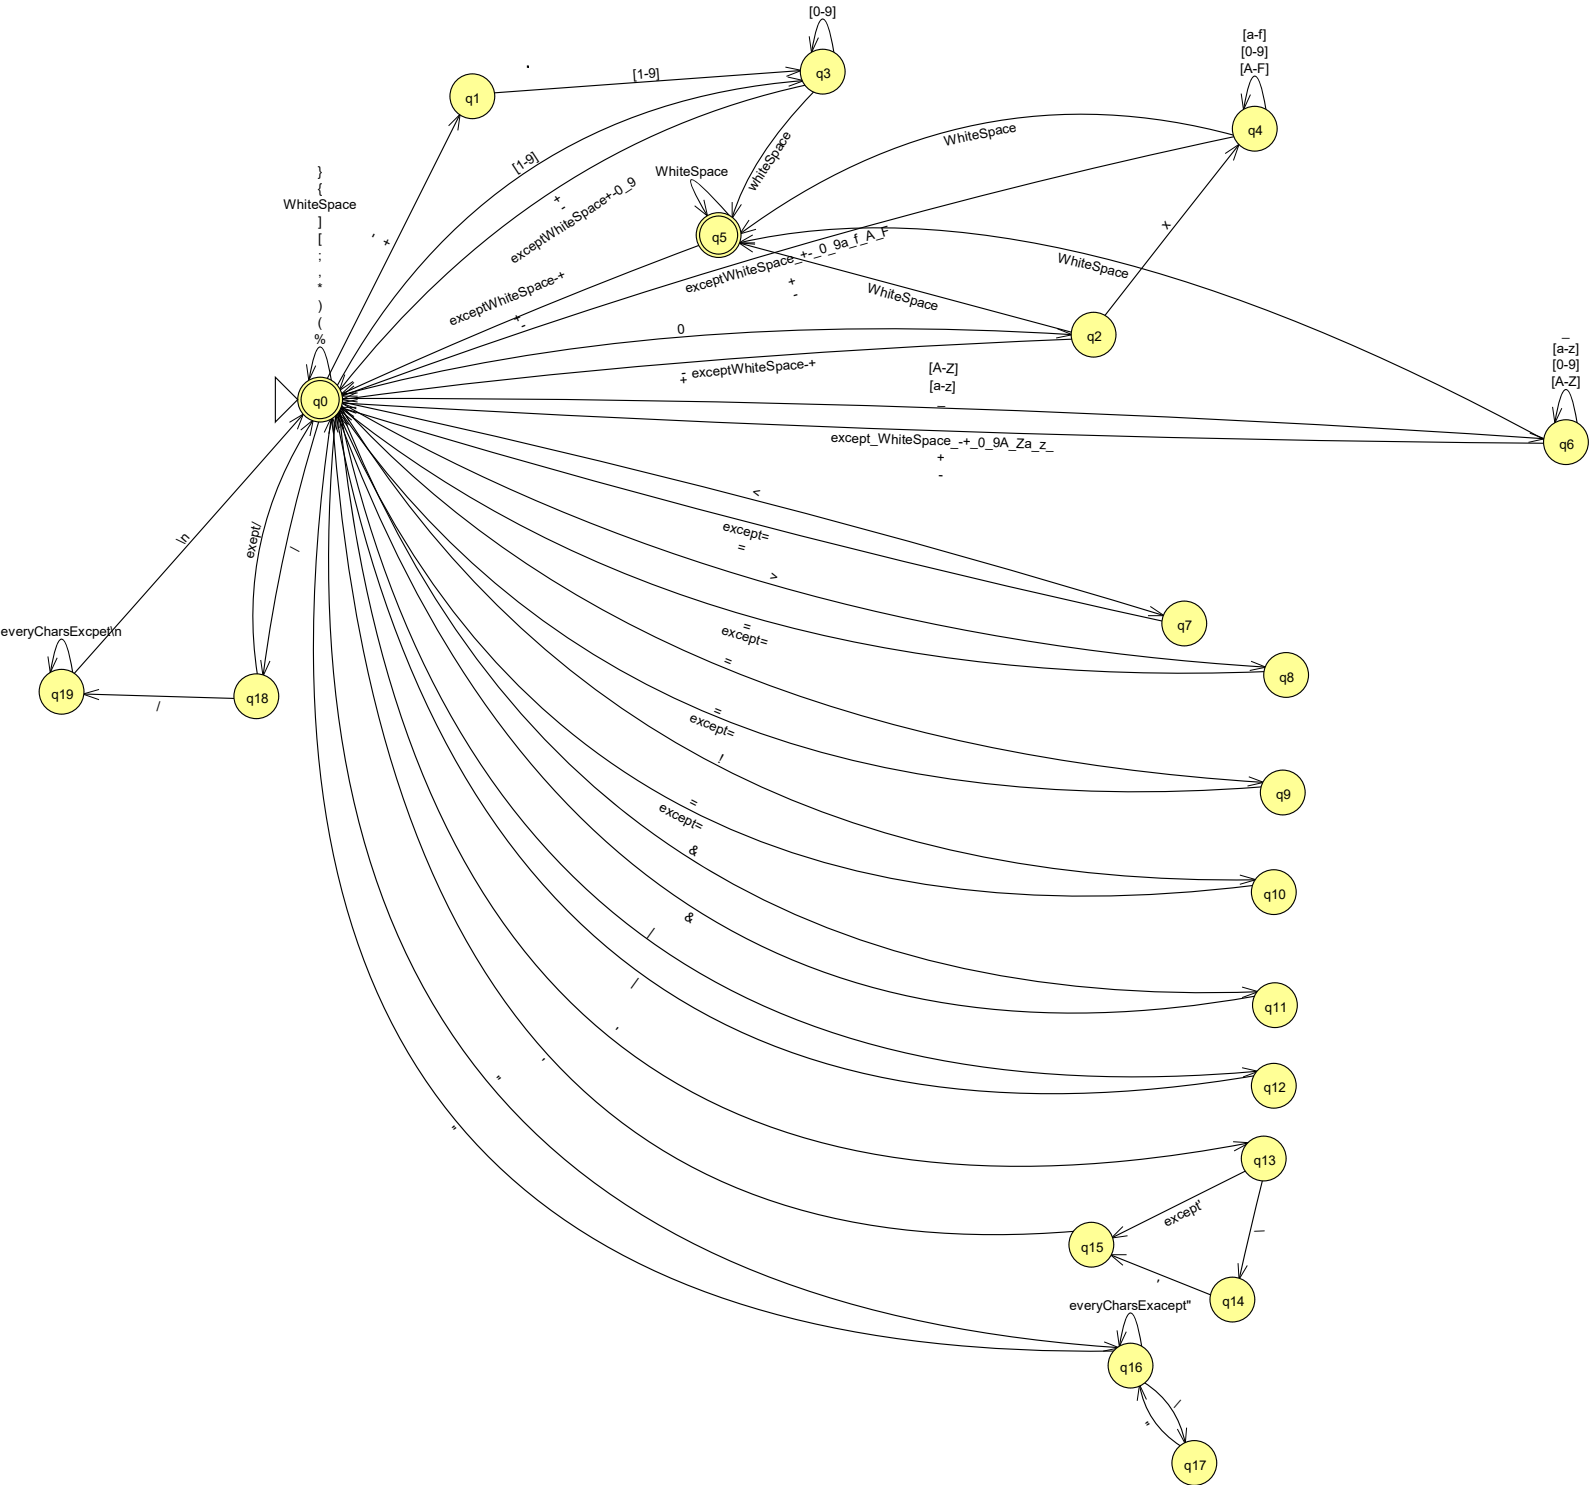 [0-9]
q3
[a-f]
[0-9]
[A-F]
q4
.
[1-9]
q1
[1-9]
whiteSpace
WhiteSpace
WhiteSpace
q5
+
-
exceptWhiteSpace+-0_9
- +
}
{
WhiteSpace
]
[
;
,
*
)
(
%
q0
x
exceptWhiteSpace_+-_0_9a_f_A_F
+
-
WhiteSpace
WhiteSpace
exceptWhiteSpace-+
+
-
0
q2
- exceptWhiteSpace-+
+
[A-Z]
[a-z]
_
_
[a-z]
[0-9]
[A-Z]
q6
except_WhiteSpace_-+_0_9A_Za_z_
+
-
<
except=
=
q7
>
=
except=
q8
=
=
except=
q9
!
=
except=
q10
&
&
q11
|
|
q12
'
'
q13
except'
\
q15
'
q14
"
"
everyCharsExacept"
q16
\
"
q17
\n
exept/
/
everyCharsExcpet\n
q19
/
q18